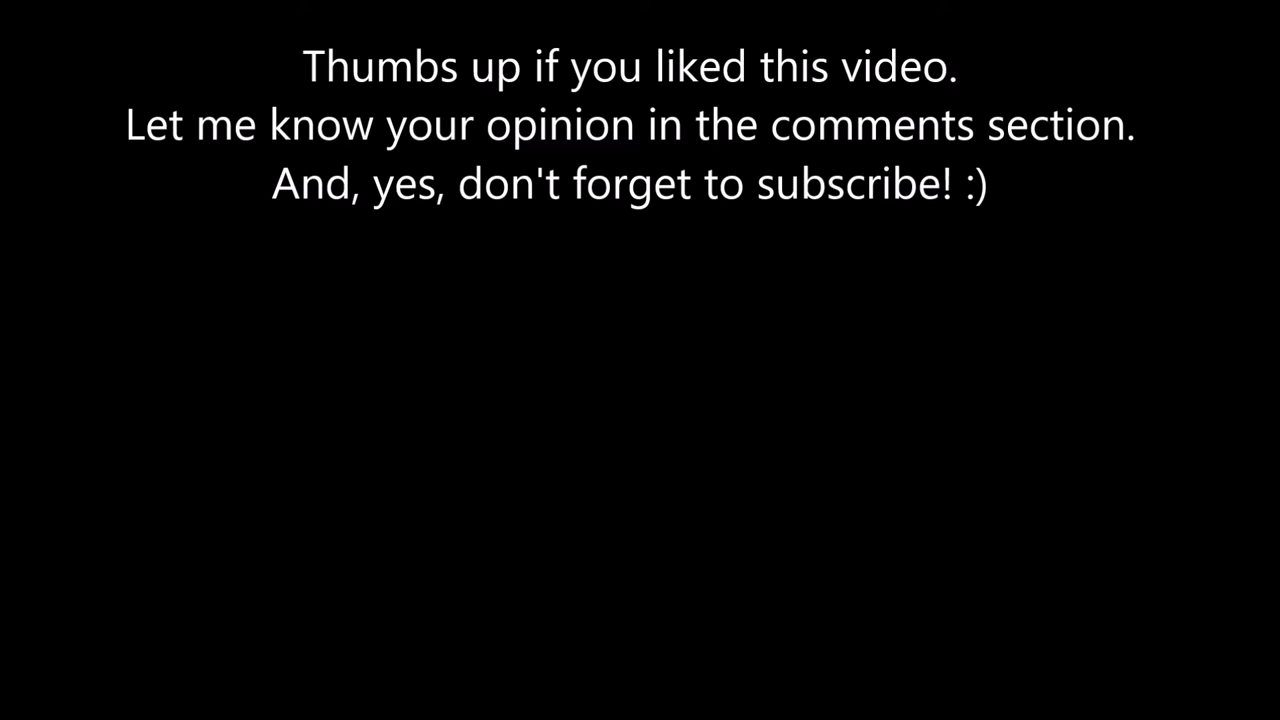 Thumbs up if you liked this video.
Let me know your opinion in the comments section.
And, yes, don't forget to subscribe! :)